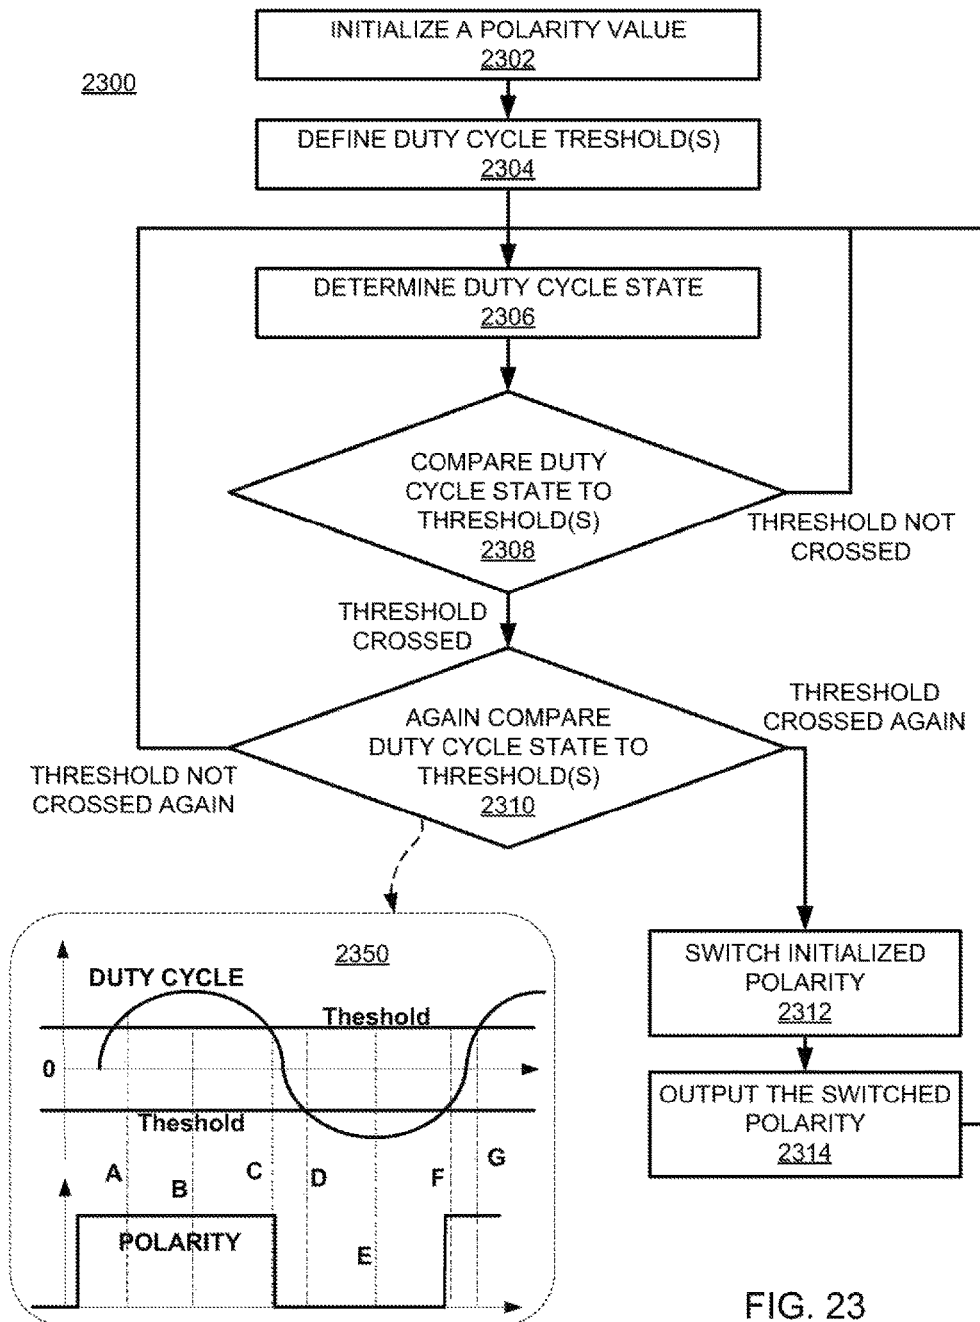 INITIALIZE A POLARITY VALUE
2302
2300
DEFINE DUTY CYCLE TRESHOLD(S)
2304
DETERMINE DUTY CYCLE STATE
2306
COMPARE DUTY
CYCLE STATE TO
THRESHOLD(S)
2308
THRESHOLD NOT
CROSSED
THRESHOLD
CROSSED
AGAIN COMPARE
DUTY CYCLE STATE TO
THRESHOLD(S)
2310
THRESHOLD
CROSSED AGAIN
THRESHOLD NOT
CROSSED AGAIN
2350
DUTY CYCLE
Theshold
0
Theshold
A
B
C
D
E
F
G
POLARITY
SWITCH INITIALIZED
POLARITY
2312
OUTPUT THE SWITCHED
POLARITY
2314
FIG. 23